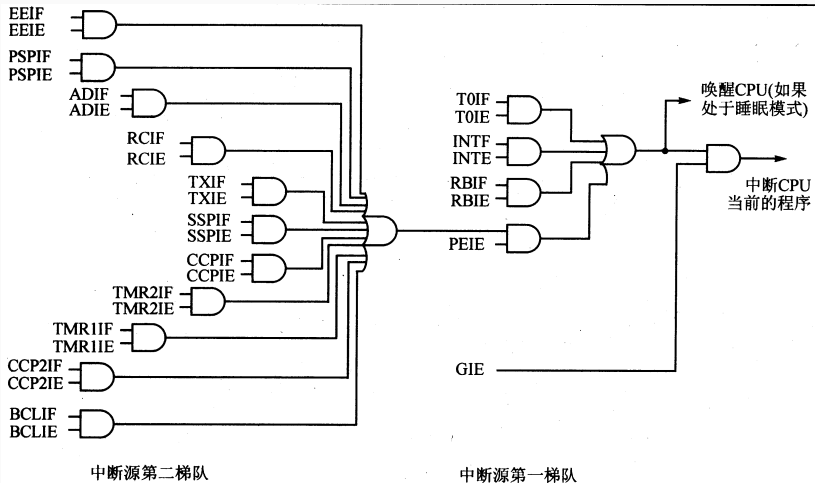 EEIF
EEIE
PSPIF
PSPIE
ADIF
ADIE
RCIF
RCIE
TXIF
TXIE
SSPIF
SSPIE
CCPIF
CCPIE
TMR2IF
TMR2IE
TMR1IF
TMR1IE
CCP2IF
CCP2IE
BCLIF
BCLIE
中断源第二梯队
T0IF
T0IE
INTF
INTE
RBIF
RBIE
PEIE
GIE
唤醒CPU(如果
处于睡眠模式)
中断CPU
当前的程序
中断源第一梯队